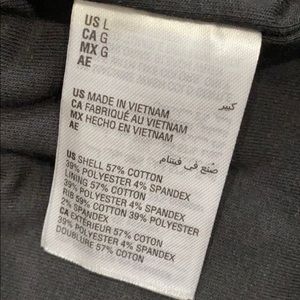 US L
CA G
MX G
AE كبير
US MADE IN VIETNAM
CA FABRIQUÉ AU VIETNAM
MX HECHO EN VIETNAM
AE صنع في فيتنام
US SHELL 57% COTTON
39% POLYESTER 4% SPANDEX
LINING 57% COTTON
39% POLYESTER 4% SPANDEX
RIB 59% COTTON 39% POLYESTER
2% SPANDEX
CA EXTÉRIEUR 57% COTON
39% POLYESTER 4% SPANDEX
DOUBLURE 57% COTON